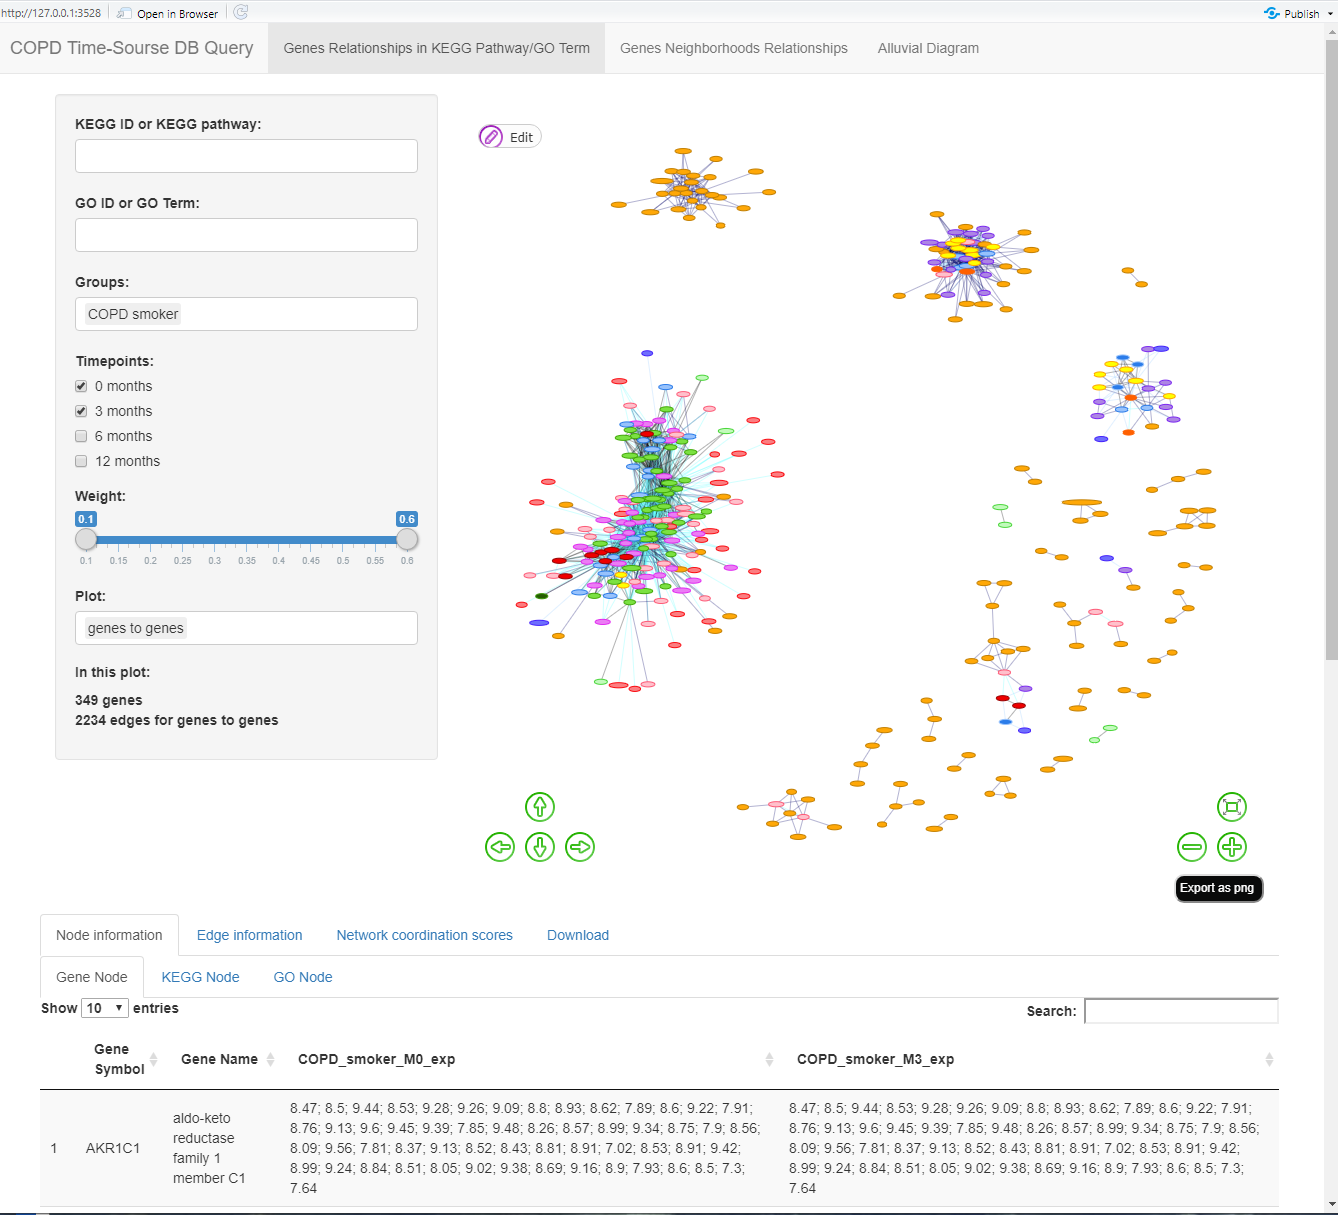 http://127.0.0.1:3528 Open in Browser Publish
COPD Time-Sourse DB Query Genes Relationships in KEGG Pathway/GO Term Genes Neighborhoods Relationships Alluvial Diagram
KEGG ID or KEGG pathway:
GO ID or GO Term:
Groups:
COPD smoker
Timepoints:
0 months
3 months
6 months
12 months
Weight:
0.1 0.6
0.1 0.15 0.2 0.25 0.3 0.35 0.4 0.45 0.5 0.55 0.6
Plot:
genes to genes
In this plot:
349 genes
2234 edges for genes to genes
Edit
Export as png
Node information Edge information Network coordination scores Download
Gene Node KEGG Node GO Node
Show 10 entries Search:
Gene Symbol Gene Name COPD_smoker_M0_exp COPD_smoker_M3_exp
1 AKR1C1
aldo-keto
reductase
family 1
member C1
8.47; 8.5; 9.44; 8.53; 9.28; 9.26; 9.09; 8.8; 8.93; 8.62; 7.89; 8.6; 9.22; 7.91;
8.76; 9.13; 9.6; 9.45; 9.39; 7.85; 9.48; 8.26; 8.57; 8.99; 9.34; 8.75; 7.9; 8.56;
8.09; 9.56; 7.81; 8.37; 9.13; 8.52; 8.43; 8.81; 8.91; 7.02; 8.53; 8.91; 9.42;
8.99; 9.24; 8.84; 8.51; 8.05; 9.02; 9.38; 8.69; 9.16; 8.9; 7.93; 8.6; 8.5; 7.3;
7.64
8.47; 8.5; 9.44; 8.53; 9.28; 9.26; 9.09; 8.8; 8.93; 8.62; 7.89; 8.6; 9.22; 7.91;
8.76; 9.13; 9.6; 9.45; 9.39; 7.85; 9.48; 8.26; 8.57; 8.99; 9.34; 8.75; 7.9; 8.56;
8.09; 9.56; 7.81; 8.37; 9.13; 8.52; 8.43; 8.81; 8.91; 7.02; 8.53; 8.91; 9.42;
8.99; 9.24; 8.84; 8.51; 8.05; 9.02; 9.38; 8.69; 9.16; 8.9; 7.93; 8.6; 8.5; 7.3;
7.64